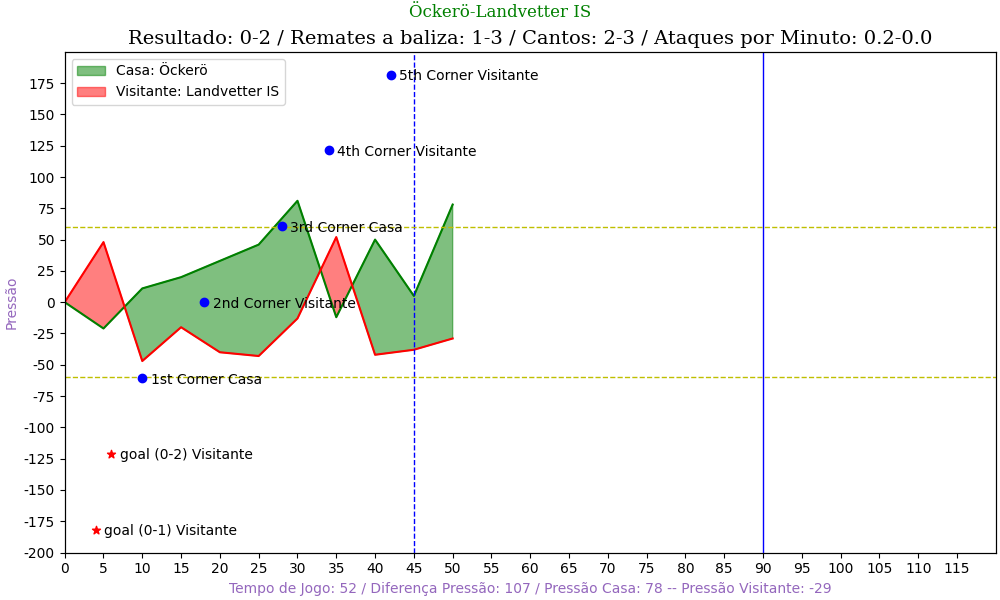 Öckerö-Landvetter IS
Resultado: 0-2 / Remates a baliza: 1-3 / Cantos: 2-3 / Ataques por Minuto: 0.2-0.0
Casa: Öckerö
Visitante: Landvetter IS
Pressão
175
150
125
100
75
50
25
0
-25
-50
-75
-100
-125
-150
-175
-200
5th Corner Visitante
4th Corner Visitante
3rd Corner Casa
2nd Corner Visitante
1st Corner Casa
goal (0-2) Visitante
goal (0-1) Visitante
0 5 10 15 20 25 30 35 40 45 50 55 60 65 70 75 80 85 90 95 100 105 110 115
Tempo de Jogo: 52 / Diferença Pressão: 107 / Pressão Casa: 78 -- Pressão Visitante: -29